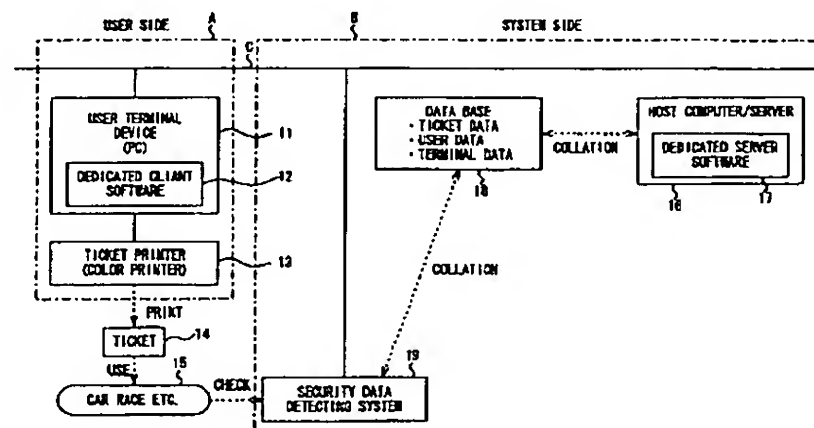 USER SIDE
A
B
SYSTEM SIDE
C
USER TERMINAL
DEVICE
(PC)
11
DEDICATED CLIENT
SOFTWARE
12
TICKET PRINTER
(COLOR PRINTER)
13
PRINT
TICKET
14
USE
15
CAR RACE ETC.
CHECK
DATA BASE
· TICKET DATA
· USER DATA
· TERMINAL DATA
18
COLLATION
HOST COMPUTER/SERVER
DEDICATED SERVER
SOFTWARE
16
17
COLLATION
19
SECURITY DATA
DETECTING SYSTEM